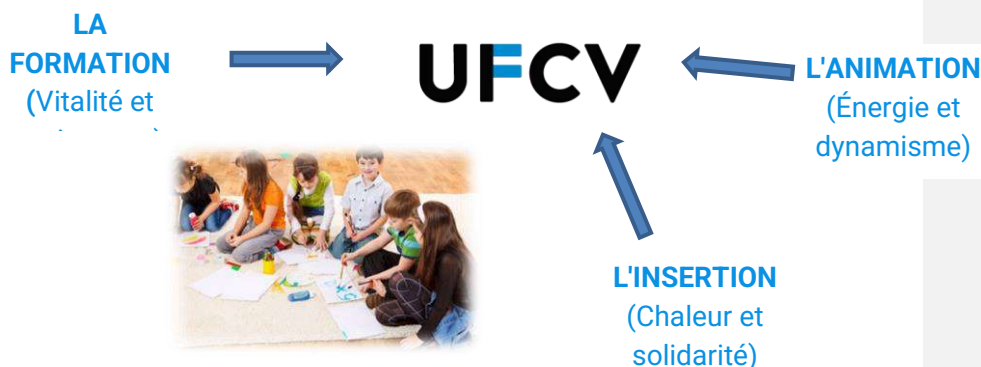 LA
FORMATION
(Vitalité et
UFCV
L'ANIMATION
(Énergie et
dynamisme)
L'INSERTION
(Chaleur et
solidarité)